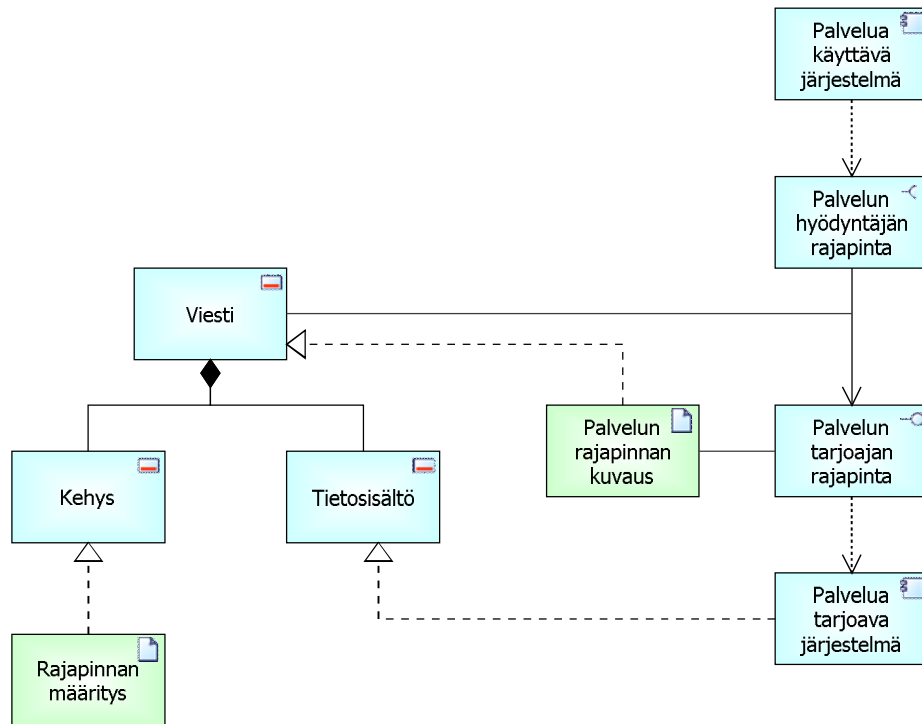 Palvelua
käyttävä
järjestelmä
Palvelun
hyödyntäjän
rajapinta
Viesti
Palvelun
rajapinnan
kuvaus
Palvelun
tarjoajan
rajapinta
Kehys
Tietosisältö
Palvelua
tarjoava
järjestelmä
Rajapinnan
määritys